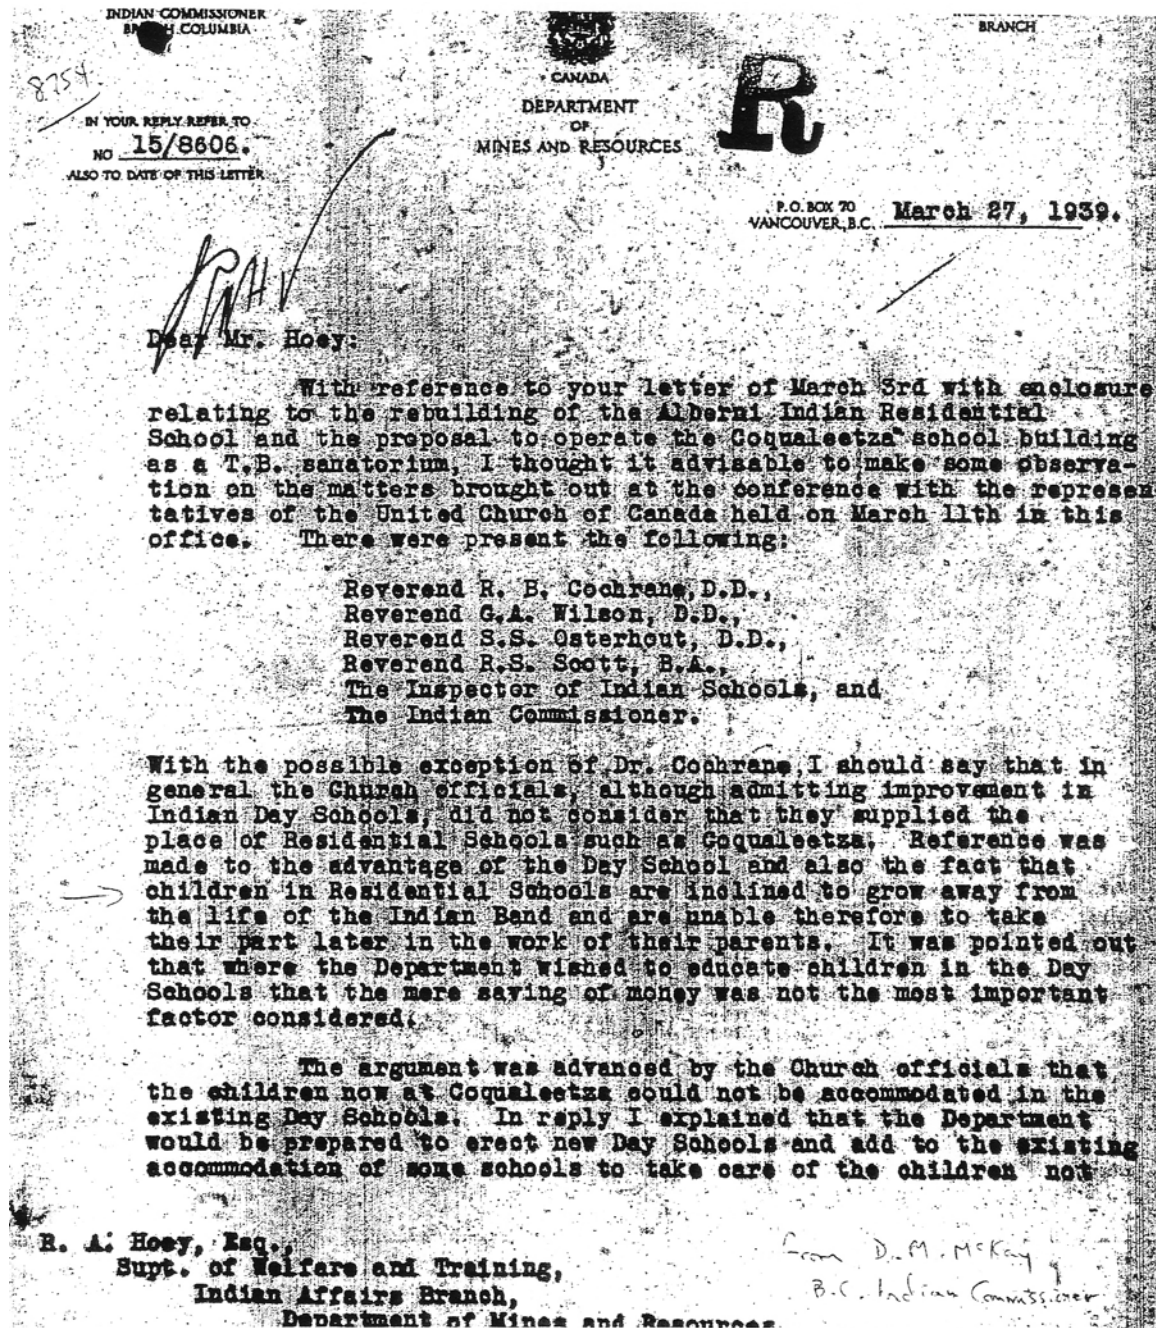 INDIAN COMMISSIONER
BRITISH COLUMBIA
BRANCH
8754
CANADA
DEPARTMENT
OF
MINES AND RESOURCES
R
IN YOUR REPLY REFER TO
NO 15/8606.
ALSO TO DATE OF THIS LETTER
P.O. BOX 70
VANCOUVER, B.C. March 27, 1939.
Dear Mr. Hoey:
With reference to your letter of March 3rd with enclosure
relating to the rebuilding of the Alberni Indian Residential
School and the proposal to operate the Coqualeetza school building
as a T.B. sanatorium, I thought it advisable to make some observa-
tion on the matters brought out at the conference with the represen
tatives of the United Church of Canada held on March 11th in this
office. There were present the following:
Reverend R. B. Cochrane, D.D.,
Reverend G.A. Wilson, D.D.,
Reverend S.S. Osterhout, D.D.,
Reverend R.S. Scott, B.A.,
The Inspector of Indian Schools, and
The Indian Commissioner.
With the possible exception of Dr. Cochrane, I should say that in
general the Church officials, although admitting improvement in
Indian Day Schools, did not consider that they supplied the
place of Residential Schools such as Coqualeetza. Reference was
made to the advantage of the Day School and also the fact that
children in Residential Schools are inclined to grow away from
the life of the Indian Band and are unable therefore to take
their part later in the work of their parents. It was pointed out
that where the Department wished to educate children in the Day
Schools that the mere saving of money was not the most important
factor considered.
The argument was advanced by the Church officials that
the children now at Coqualeetza could not be accommodated in the
existing Day Schools. In reply I explained that the Department
would be prepared to erect new Day Schools and add to the existing
accommodation of some schools to take care of the children not
R. A. Hoey, Esq.,
Supt. of Welfare and Training,
Indian Affairs Branch,
Department of Mines and Resources,
from D.M. McKay
B.C. Indian Commissioner